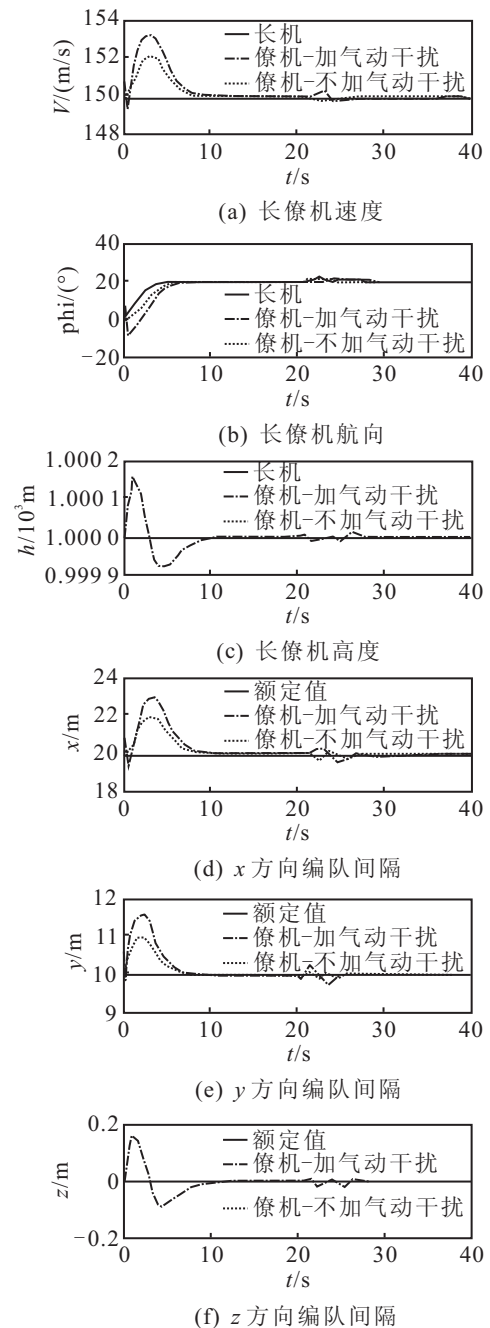 154
152
150
148
V/(m/s)
长机
僚机-加气动干扰
僚机-不加气动干扰
0 10 20 30 40
t/s
(a) 长僚机速度
40
20
0
−20
phi/(°)
长机
僚机-加气动干扰
僚机-不加气动干扰
0 10 20 30 40
t/s
(b) 长僚机航向
1.000 2
1.000 1
1.000 0
0.999 9
h/10³m
长机
僚机-加气动干扰
僚机-不加气动干扰
0 10 20 30 40
t/s
(c) 长僚机高度
24
22
20
18
x/m
额定值
僚机-加气动干扰
僚机-不加气动干扰
0 10 20 30 40
t/s
(d) x 方向编队间隔
12
11
10
9
y/m
额定值
僚机-加气动干扰
僚机-不加气动干扰
0 10 20 30 40
t/s
(e) y 方向编队间隔
0.2
0
−0.2
z/m
额定值
僚机-加气动干扰
僚机-不加气动干扰
0 10 20 30 40
t/s
(f) z 方向编队间隔